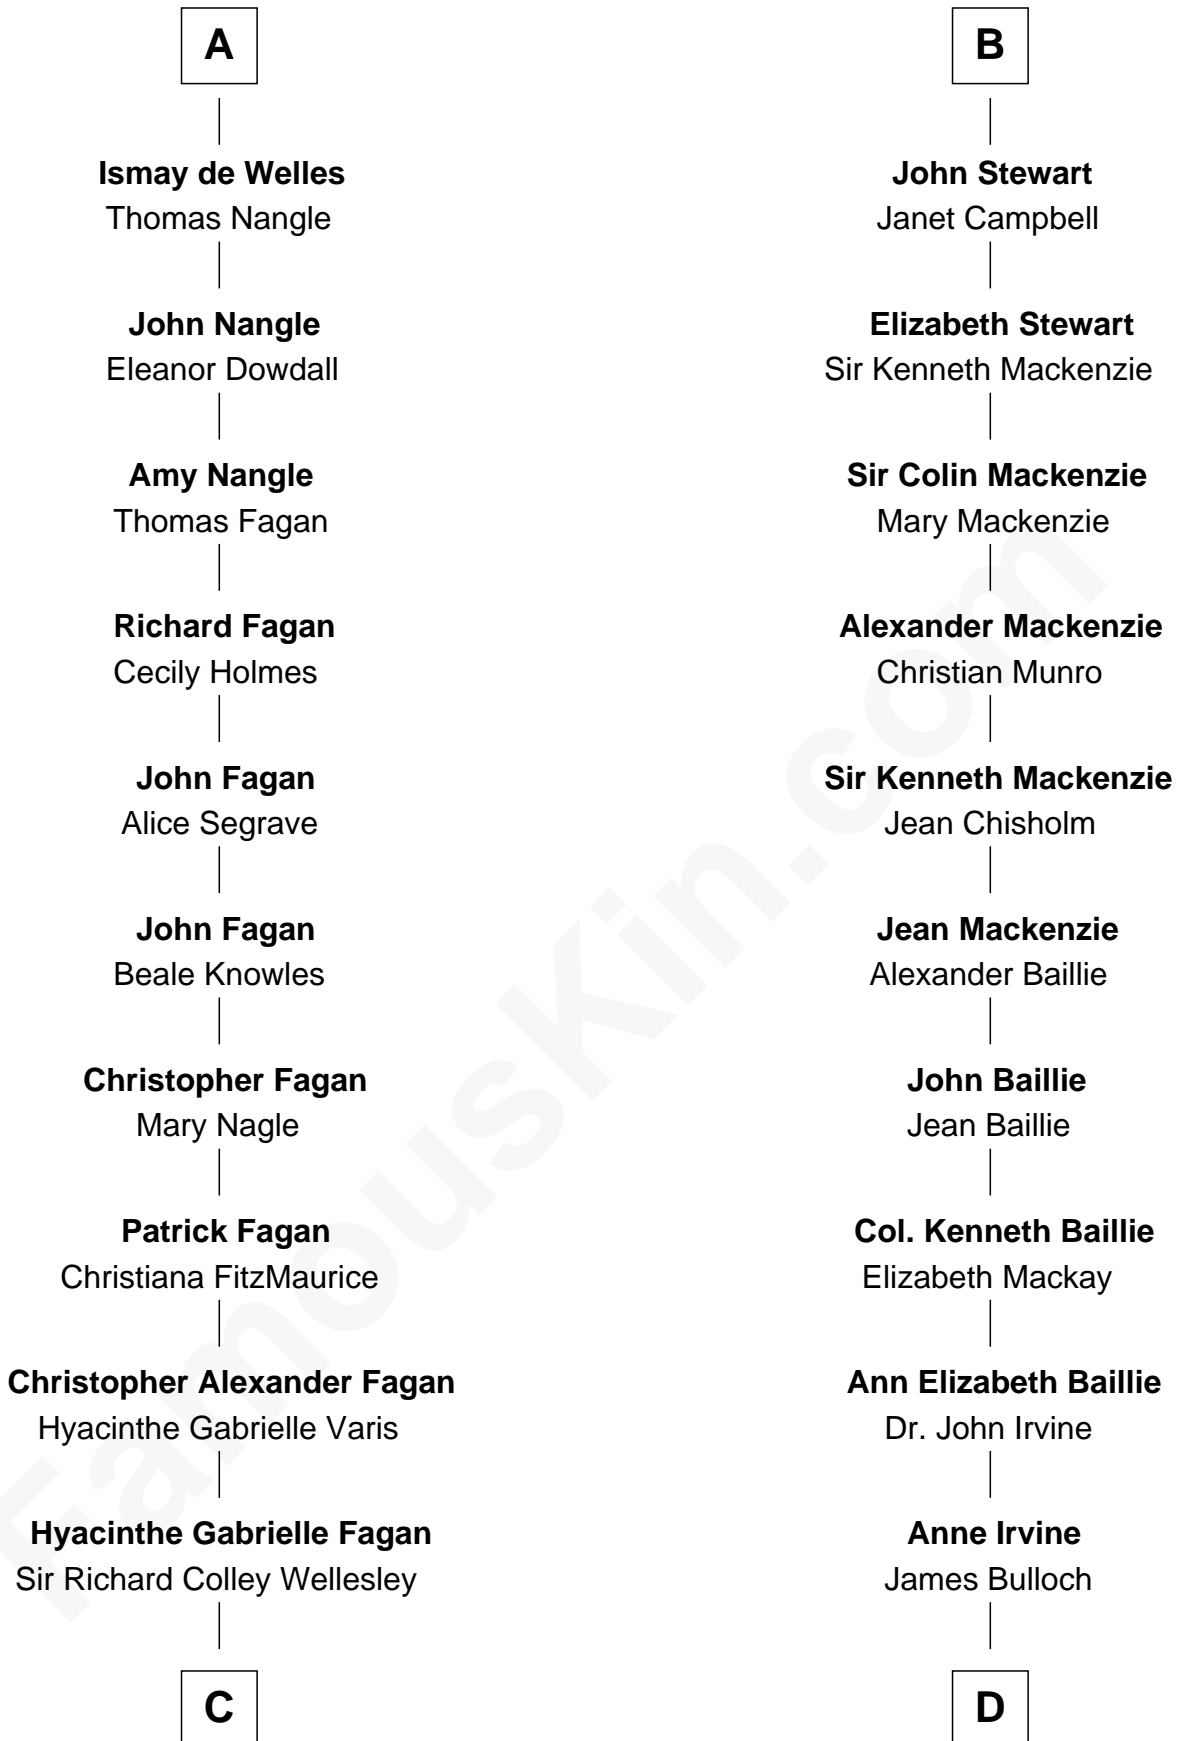 A
Ismay de Welles
Thomas Nangle
John Nangle
Eleanor Dowdall
Amy Nangle
Thomas Fagan
Richard Fagan
Cecily Holmes
John Fagan
Alice Segrave
John Fagan
Beale Knowles
Christopher Fagan
Mary Nagle
Patrick Fagan
Christiana FitzMaurice
Christopher Alexander Fagan
Hyacinthe Gabrielle Varis
Hyacinthe Gabrielle Fagan
Sir Richard Colley Wellesley
C
B
John Stewart
Janet Campbell
Elizabeth Stewart
Sir Kenneth Mackenzie
Sir Colin Mackenzie
Mary Mackenzie
Alexander Mackenzie
Christian Munro
Sir Kenneth Mackenzie
Jean Chisholm
Jean Mackenzie
Alexander Baillie
John Baillie
Jean Baillie
Col. Kenneth Baillie
Elizabeth Mackay
Ann Elizabeth Baillie
Dr. John Irvine
Anne Irvine
James Bulloch
D
FamousKin.com